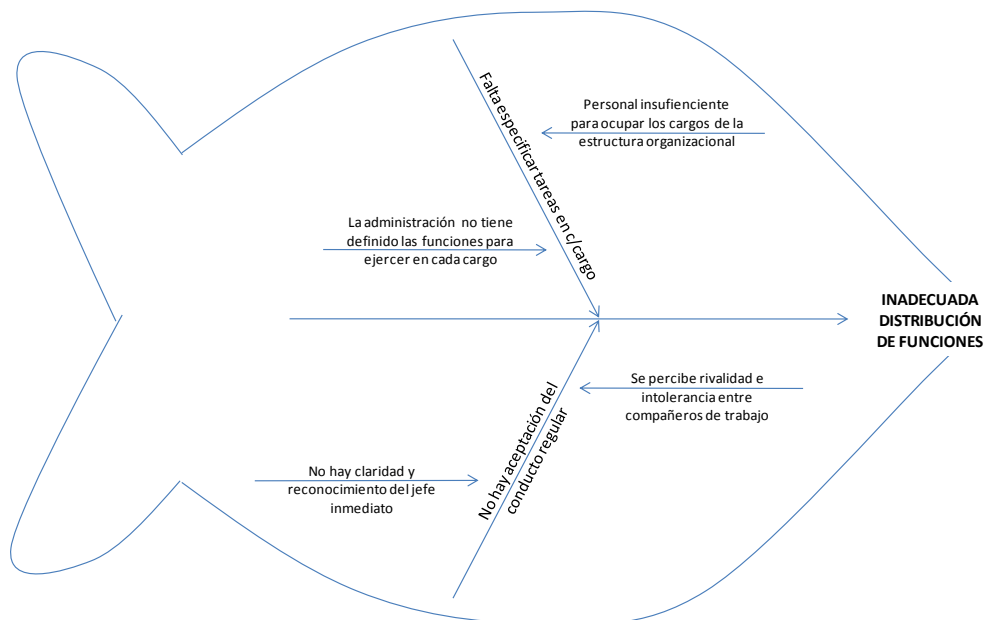 Falta especificar tareas en c/cargo
Personal insufienciente
para ocupar los cargos de la
estructura organizacional
La administración no tiene
definido las funciones para
ejercer en cada cargo
INADECUADA
DISTRIBUCIÓN
DE FUNCIONES
No hay aceptación del
conducto regular
Se percibe rivalidad e
intolerancia entre
compañeros de trabajo
No hay claridad y
reconocimiento del jefe
inmediato